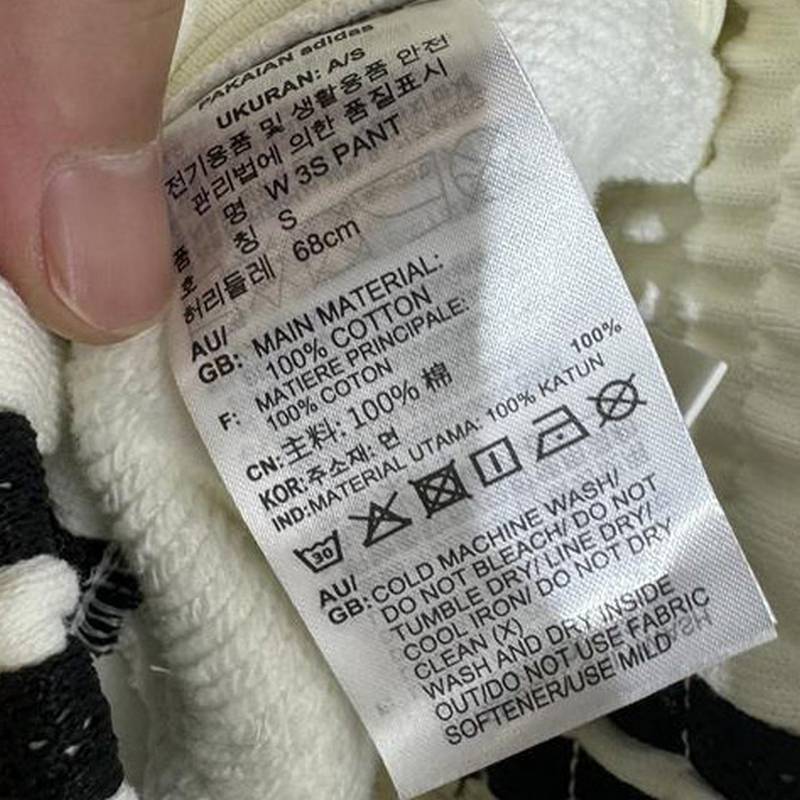 PAKAIAN adidas
UKURAN: A/S
전기용품 및 생활용품 안전
관리법에 의한 품질표시
품 명 W 3S PANT
호 칭 S
허리둘레 68cm
AU/
GB: MAIN MATERIAL:
100% COTTON
F: MATIERE PRINCIPALE:
100% COTON
CN: 主料: 100% 棉
KOR: 주소재: 면 100%
IND: MATERIAL UTAMA: 100% KATUN
30
AU/
GB: COLD MACHINE WASH/
DO NOT BLEACH/ DO NOT
TUMBLE DRY/ LINE DRY/
COOL IRON/ DO NOT DRY
CLEAN (X)
WASH AND DRY INSIDE
OUT/DO NOT USE FABRIC
SOFTENER/USE MILD